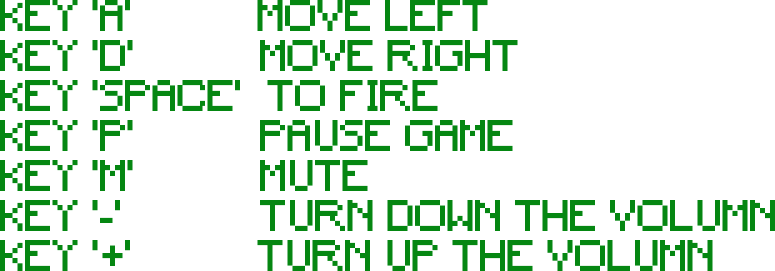 KEY 'A' MOVE LEFT
KEY 'D' MOVE RIGHT
KEY 'SPACE' TO FIRE
KEY 'P' PAUSE GAME
KEY 'M' MUTE
KEY '-' TURN DOWN THE VOLUMN
KEY '+' TURN UP THE VOLUMN